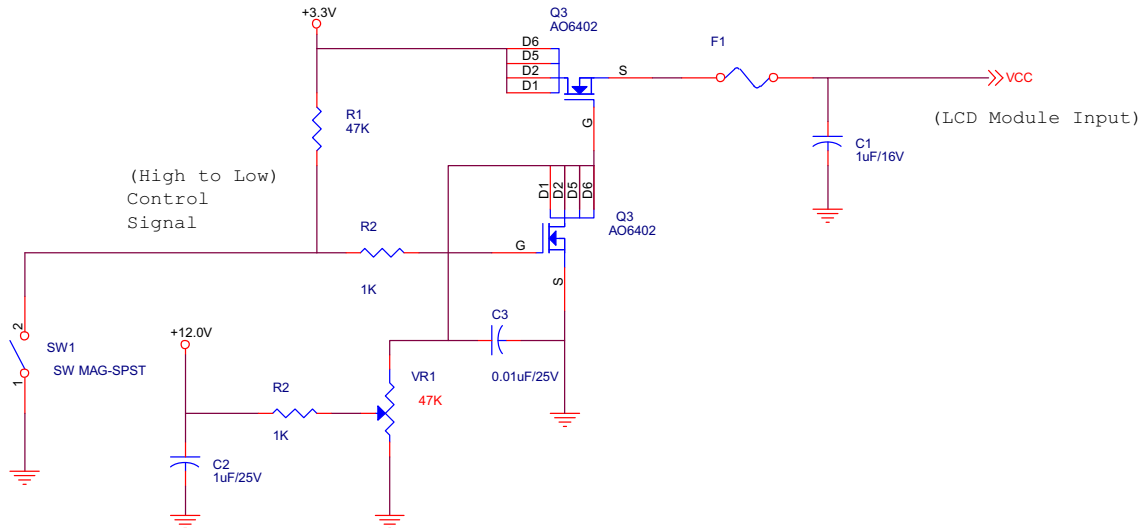 +3.3V
Q3
AO6402
D6
D5
D2
D1
S
G
F1
VCC
(LCD Module Input)
C1
1uF/16V
R1
47K
(High to Low)
Control
Signal
D1
D2
D5
D6
Q3
AO6402
R2
1K
G
S
2
1
SW1
SW MAG-SPST
+12.0V
R2
1K
VR1
47K
C3
0.01uF/25V
C2
1uF/25V